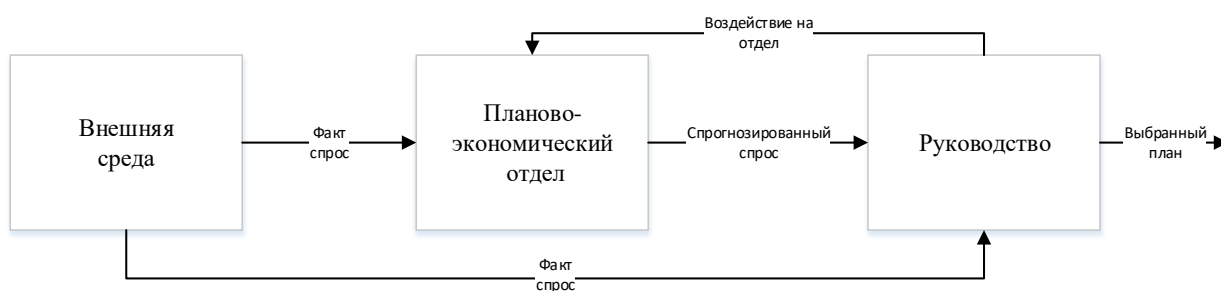 Воздействие на
отдел
Внешняя
среда
Факт
спрос
Планово-
экономический
отдел
Спрогнозированный
спрос
Руководство
Выбранный
план
Факт
спрос